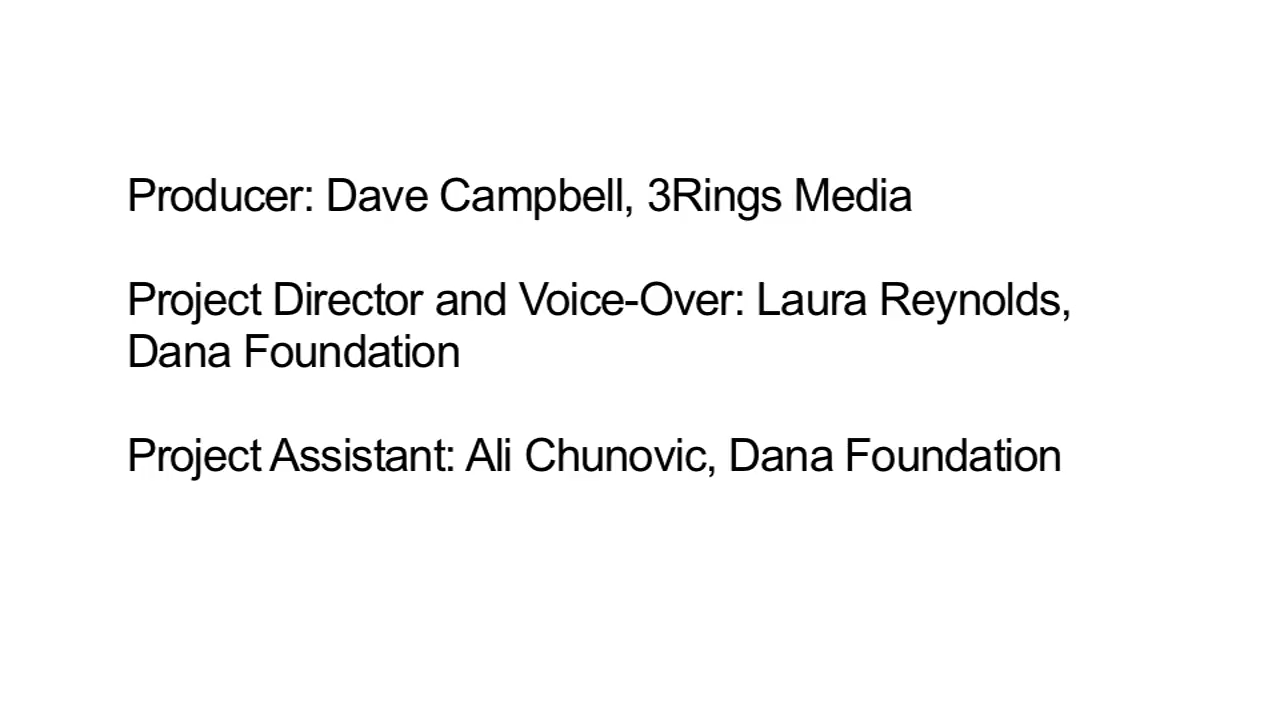 Producer: Dave Campbell, 3Rings Media
Project Director and Voice-Over: Laura Reynolds,
Dana Foundation
Project Assistant: Ali Chunovic, Dana Foundation